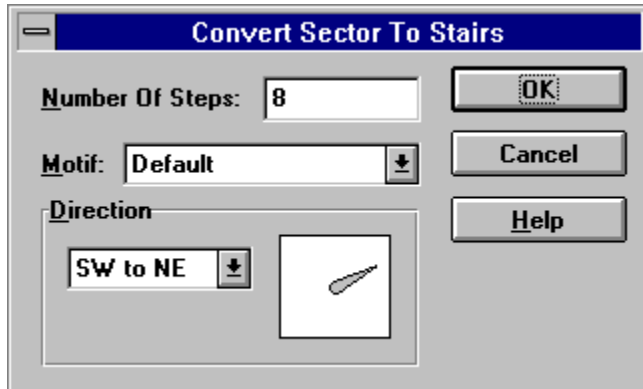 Convert Sector To Stairs
Number Of Steps: 8
OK
Motif: Default
Cancel
Direction
Help
SW to NE